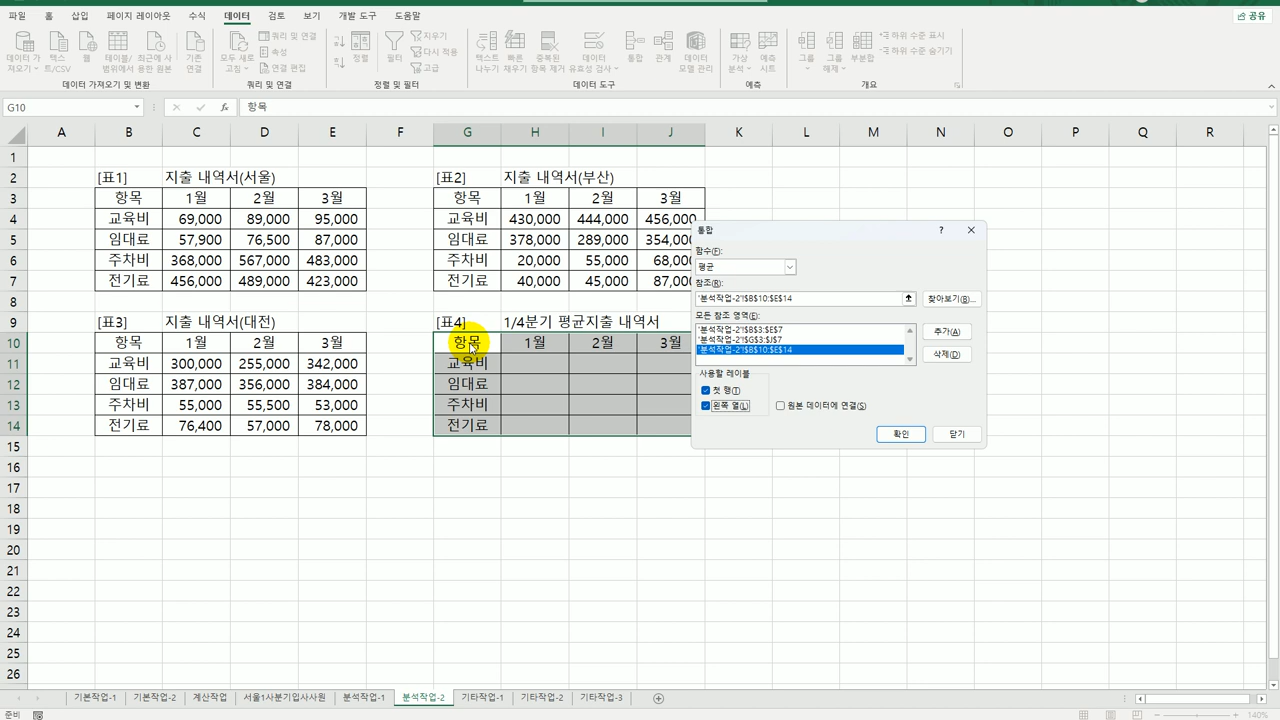 파일 홈 삽입 페이지 레이아웃 수식 데이터 검토 보기 개발 도구 도움말 공유
데이터 가져오기 텍스트/CSV 웹 테이블/범위에서 최근에 사용한 원본 기존 연결
모두 새로 고침 쿼리 및 연결 속성 연결 편집
정렬 필터 지우기 다시 적용 고급
텍스트 나누기 빠른 채우기 중복된 항목 제거 데이터 유효성 검사 통합 관계 데이터 모델 관리
가상 분석 예측 시트
그룹 그룹 해제 부분합 하위 수준 표시 하위 수준 숨기기
데이터 가져오기 및 변환 쿼리 및 연결 정렬 및 필터 데이터 도구 예측 개요
G10 fx 항목
A B C D E F G H I J K L M N O P Q R
1
2 [표1] 지출 내역서(서울) [표2] 지출 내역서(부산)
3 항목 1월 2월 3월 항목 1월 2월 3월
4 교육비 69,000 89,000 95,000 교육비 430,000 444,000 456,000
5 임대료 57,900 76,500 87,000 임대료 378,000 289,000 354,000
6 주차비 368,000 567,000 483,000 주차비 20,000 55,000 68,000
7 전기료 456,000 489,000 423,000 전기료 40,000 45,000 87,000
8
9 [표3] 지출 내역서(대전) [표4] 1/4분기 평균지출 내역서
10 항목 1월 2월 3월 항목 1월 2월 3월
11 교육비 300,000 255,000 342,000 교육비
12 임대료 387,000 356,000 384,000 임대료
13 주차비 55,000 55,500 53,000 주차비
14 전기료 76,400 57,000 78,000 전기료
15
16
17
18
19
20
21
22
23
24
25
26
통합 ?
함수(F):
평균
참조(R):
'분석작업-2'!$B$10:$E$14 찾아보기(B)...
모든 참조 영역(E):
'분석작업-2'!$B$3:$E$7 추가(A)
'분석작업-2'!$G$3:$J$7
'분석작업-2'!$B$10:$E$14 삭제(D)
사용할 레이블
첫 행(T)
왼쪽 열(L) 원본 데이터에 연결(S)
확인 닫기
기본작업-1 기본작업-2 계산작업 서울1사분기입사사원 분석작업-1 분석작업-2 기타작업-1 기타작업-2 기타작업-3
준비 140%